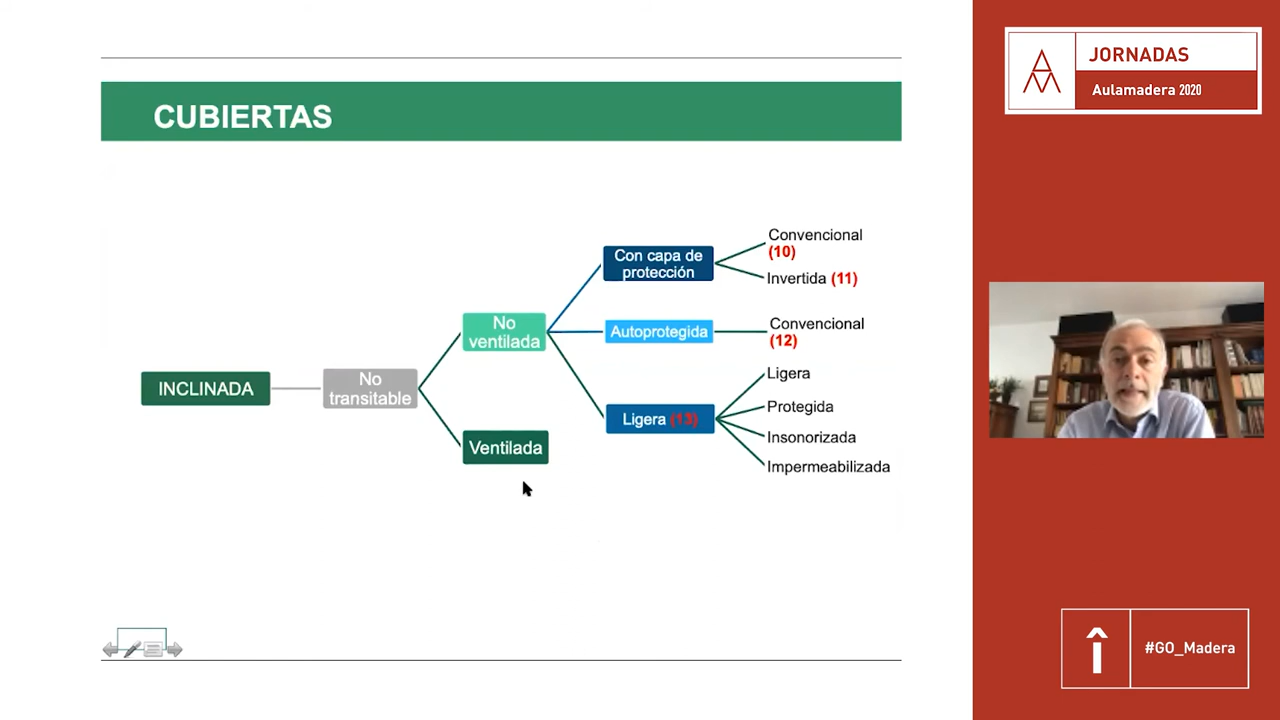 CUBIERTAS
INCLINADA
No
transitable
No
ventilada
Ventilada
Con capa de
protección
Autoprotegida
Ligera (13)
Convencional
(10)
Invertida (11)
Convencional
(12)
Ligera
Protegida
Insonorizada
Impermeabilizada
JORNADAS
Aulamadera 2020
#GO_Madera